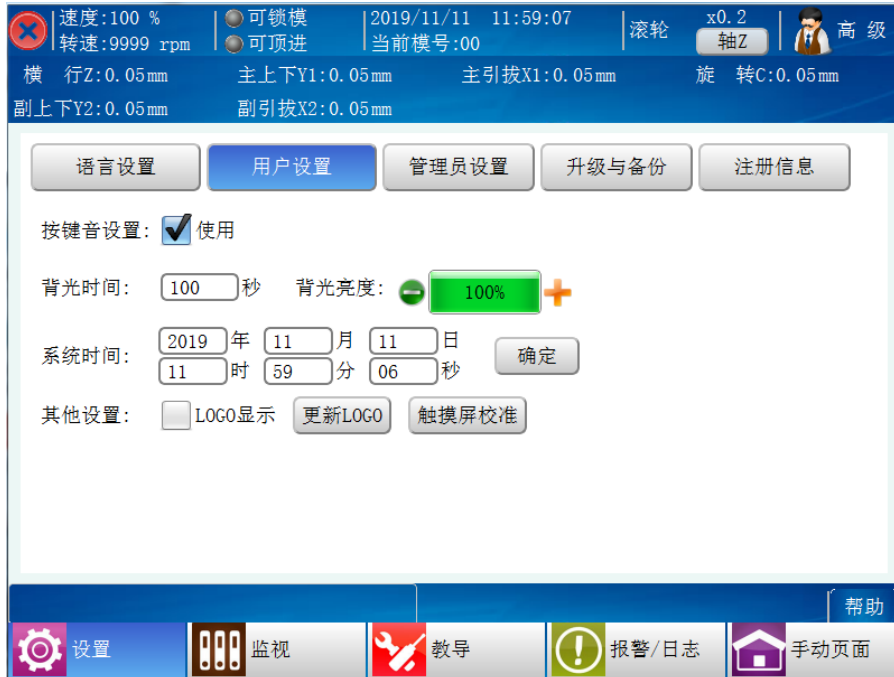 速度:100 % 可锁模 2019/11/11 11:59:07 滚轮 x0.2 高 级
转速:9999 rpm 可顶进 当前模号:00 轴Z
横 行Z:0.05mm 主上下Y1:0.05mm 主引拔X1:0.05mm 旋 转C:0.05mm
副上下Y2:0.05mm 副引拔X2:0.05mm
语言设置 用户设置 管理员设置 升级与备份 注册信息
按键音设置: 使用
背光时间: 100 秒 背光亮度: 100%
系统时间: 2019 年 11 月 11 日
11 时 59 分 06 秒 确定
其他设置: LOGO显示 更新LOGO 触摸屏校准
帮助
设置 监视 教导 报警/日志 手动页面